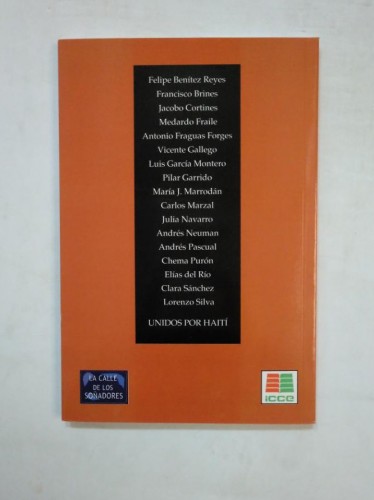 Felipe Benítez Reyes
Francisco Brines
Jacobo Cortines
Medardo Fraile
Antonio Fraguas Forges
Vicente Gallego
Luis García Montero
Pilar Garrido
María J. Marrodán
Carlos Marzal
Julia Navarro
Andrés Neuman
Andrés Pascual
Chema Purón
Elías del Río
Clara Sánchez
Lorenzo Silva
UNIDOS POR HAITÍ
LA CALLE
DE LOS
SOÑADORES
icce